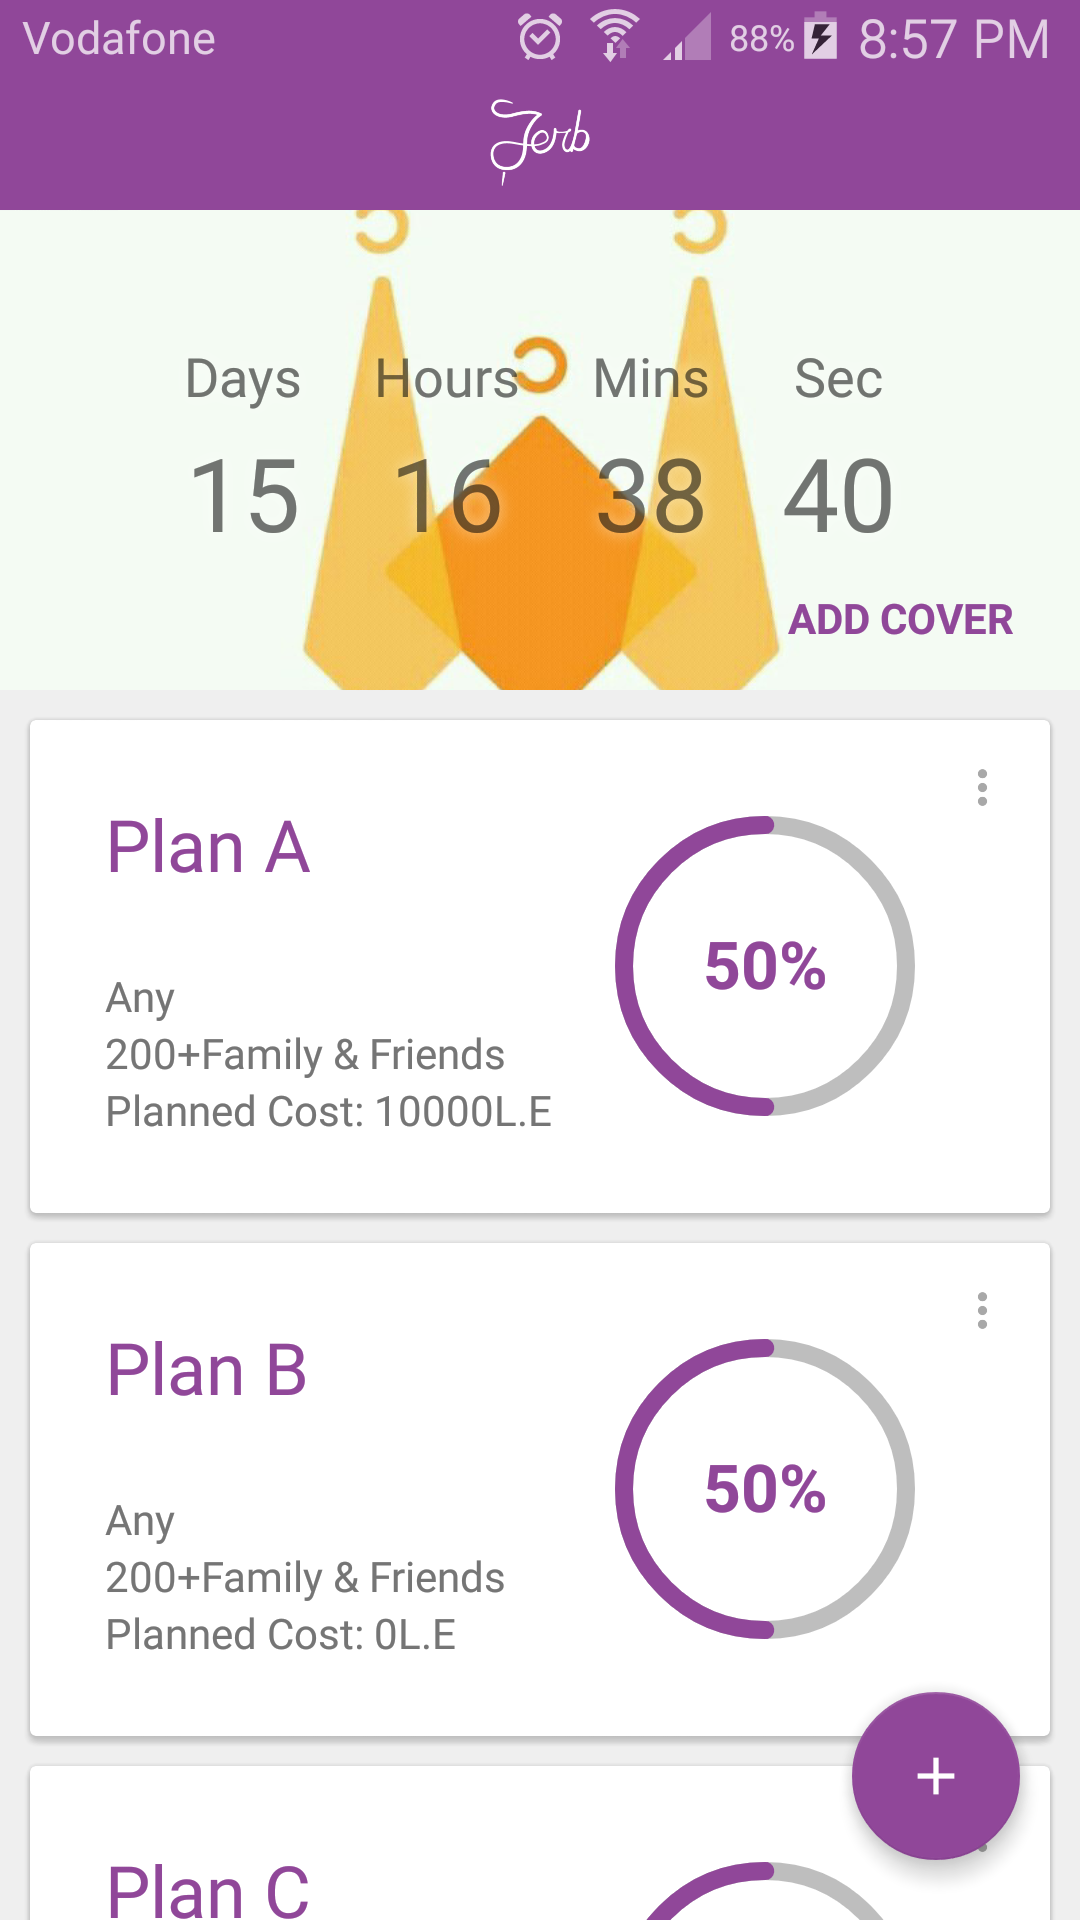 Vodafone 88% 8:57 PM
Jerb
Days Hours Mins Sec
15 16 38 40
ADD COVER
Plan A
50%
Any
200+Family & Friends
Planned Cost: 10000L.E
Plan B
50%
Any
200+Family & Friends
Planned Cost: 0L.E
+
Plan C